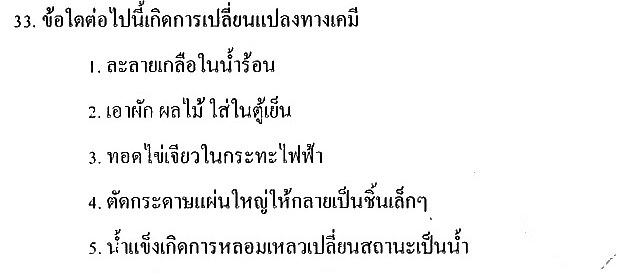 33. ข้อใดต่อไปนี้เกิดการเปลี่ยนแปลงทางเคมี
1. ละลายเกลือในน้ำร้อน
2. เอาผัก ผลไม้ ใส่ในตู้เย็น
3. ทอดไข่เจียวในกระทะไฟฟ้า
4. ตัดกระดาษแผ่นใหญ่ให้กลายเป็นชิ้นเล็กๆ
5. น้ำแข็งเกิดการหลอมเหลวเปลี่ยนสถานะเป็นน้ำ